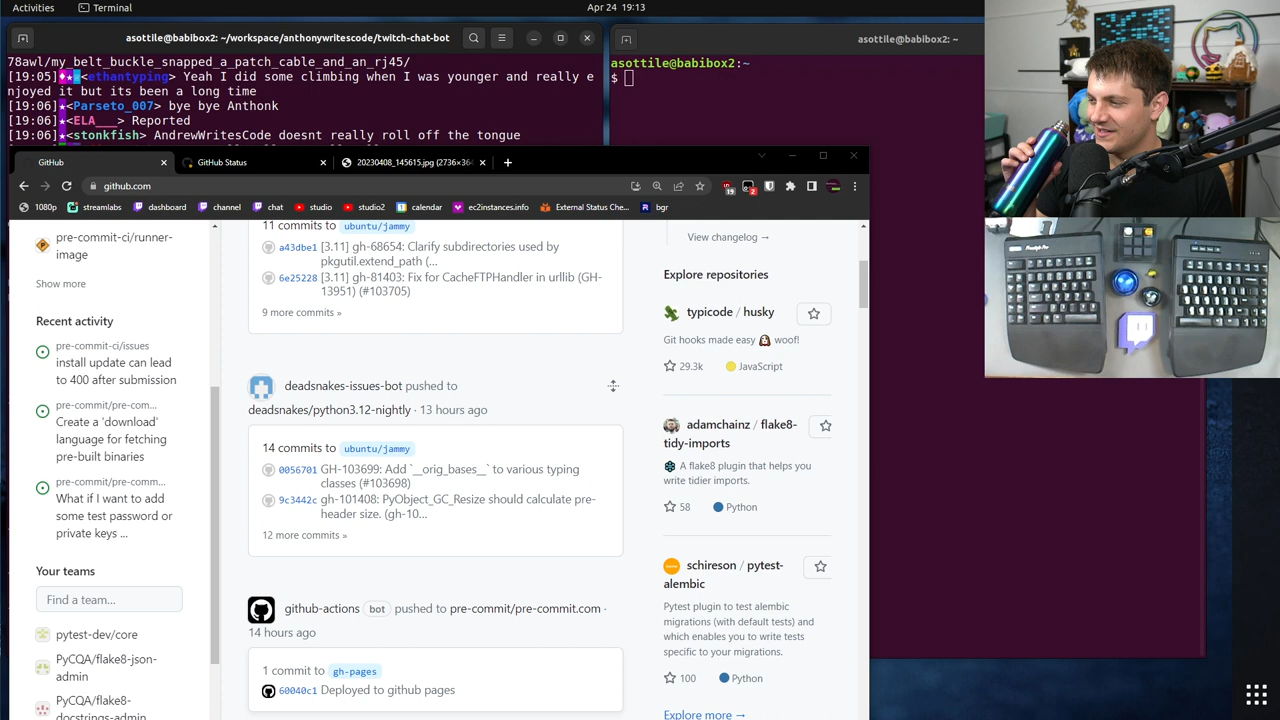 Activities
Terminal
Apr 24 19:13
asottile@babibox2: ~/workspace/anthonywritescode/twitch-chat-bot
78awl/my_belt_buckle_snapped_a_patch_cable_and_an_rj45/
[19:05] <ethantyping> Yeah I did some climbing when I was younger and really e
njoyed it but its been a long time
[19:06] <Parseto_007> bye bye Anthonk
[19:06] <ELA___> Reported
[19:06] <stonkfish> AndrewWritesCode doesnt really roll off the tongue
asottile@babibox2: ~
asottile@babibox2:~
$
GitHub
GitHub Status
20230408_145615.jpg (2736×364
github.com
19
2
1080p
streamlabs
dashboard
channel
chat
studio
studio2
calendar
ec2instances.info
External Status Che...
bgr
pre-commit-ci/runner-
image
Show more
Recent activity
pre-commit-ci/issues
install update can lead
to 400 after submission
pre-commit/pre-com...
Create a 'download'
language for fetching
pre-built binaries
pre-commit/pre-comm...
What if I want to add
some test password or
private keys ...
Your teams
Find a team...
pytest-dev/core
PyCQA/flake8-json-
admin
PyCQA/flake8-
docstrings-admin
11 commits to ubuntu/jammy
a43dbe1 [3.11] gh-68654: Clarify subdirectories used by
pkgutil.extend_path (...
6e25228 [3.11] gh-81403: Fix for CacheFTPHandler in urllib (GH-
13951) (#103705)
9 more commits »
deadsnakes-issues-bot pushed to
deadsnakes/python3.12-nightly · 13 hours ago
14 commits to ubuntu/jammy
0056701 GH-103699: Add `__orig_bases__` to various typing
classes (#103698)
9c3442c gh-101408: PyObject_GC_Resize should calculate pre-
header size. (gh-10...
12 more commits »
github-actions bot pushed to pre-commit/pre-commit.com ·
14 hours ago
1 commit to gh-pages
60040c1 Deployed to github pages
View changelog →
Explore repositories
typicode / husky
Git hooks made easy 🐶 woof!
29.3k JavaScript
adamchainz / flake8-
tidy-imports
❄️ A flake8 plugin that helps you
write tidier imports.
58 Python
schireson / pytest-
alembic
Pytest plugin to test alembic
migrations (with default tests) and
which enables you to write tests
specific to your migrations.
100 Python
Explore more →